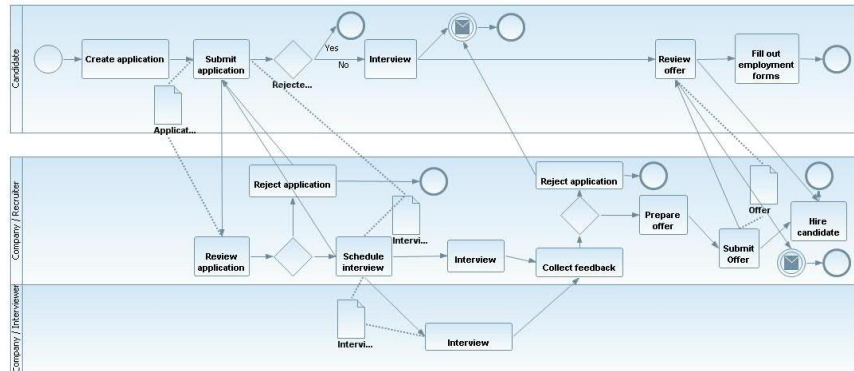 Candidate
Create application
Submit
application
Rejecte...
Yes
No
Interview
Review
offer
Fill out
employment
forms
Applicat...
Company / Recruiter
Reject application
Review
application
Intervi...
Schedule
interview
Interview
Reject application
Collect feedback
Prepare
offer
Offer
Submit
Offer
Hire
candidate
Company / Interviewer
Intervi...
Interview